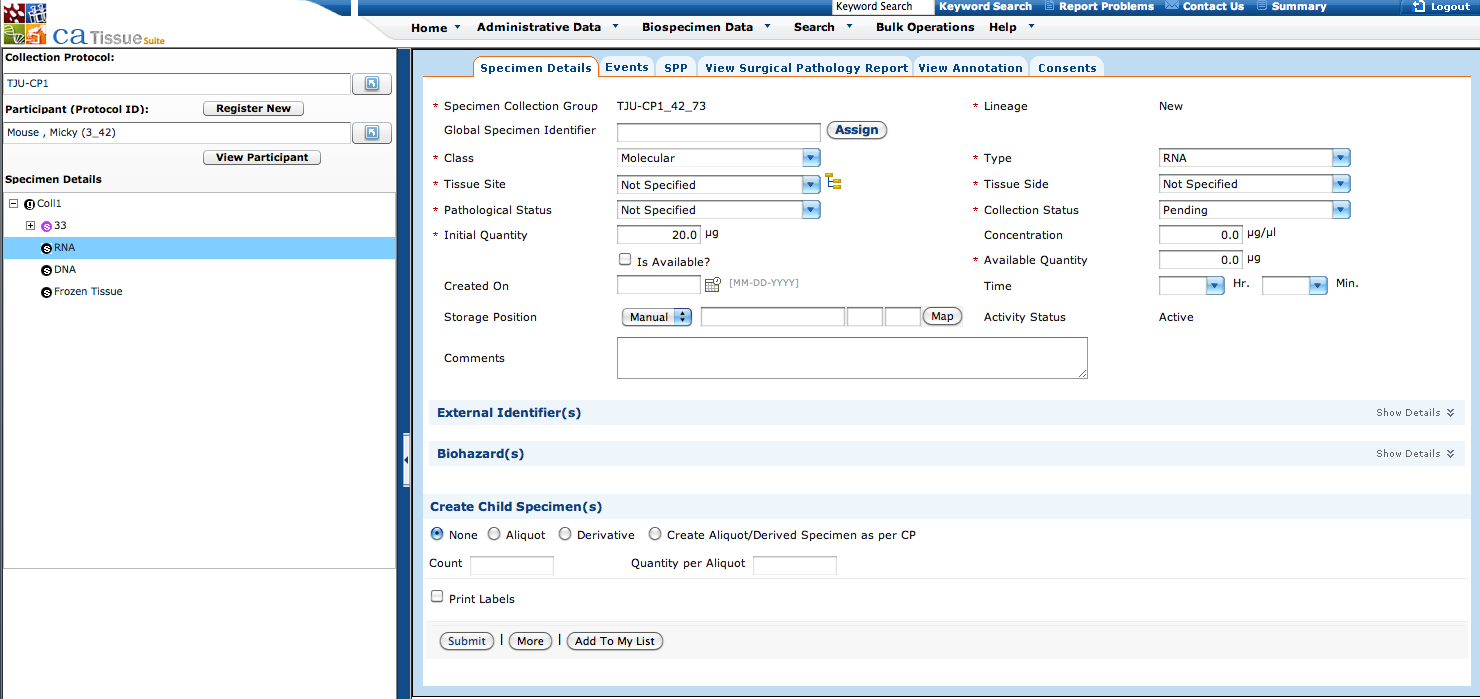 Keyword Search Keyword Search Report Problems Contact Us Summary Logout
ca Tissue Suite
Home Administrative Data Biospecimen Data Search Bulk Operations Help
Collection Protocol:
TJU-CP1
Participant (Protocol ID): Register New
Mouse , Micky (3_42)
View Participant
Specimen Details
Coll1
33
RNA
DNA
Frozen Tissue
Specimen Details Events SPP View Surgical Pathology Report View Annotation Consents
* Specimen Collection Group TJU-CP1_42_73 * Lineage New
Global Specimen Identifier Assign
* Class Molecular * Type RNA
* Tissue Site Not Specified * Tissue Side Not Specified
* Pathological Status Not Specified * Collection Status Pending
* Initial Quantity 20.0 µg Concentration 0.0 µg/µl
Is Available? * Available Quantity 0.0 µg
Created On [MM-DD-YYYY] Time Hr. Min.
Storage Position Manual Map Activity Status Active
Comments
External Identifier(s) Show Details
Biohazard(s) Show Details
Create Child Specimen(s)
None Aliquot Derivative Create Aliquot/Derived Specimen as per CP
Count Quantity per Aliquot
Print Labels
Submit | More | Add To My List